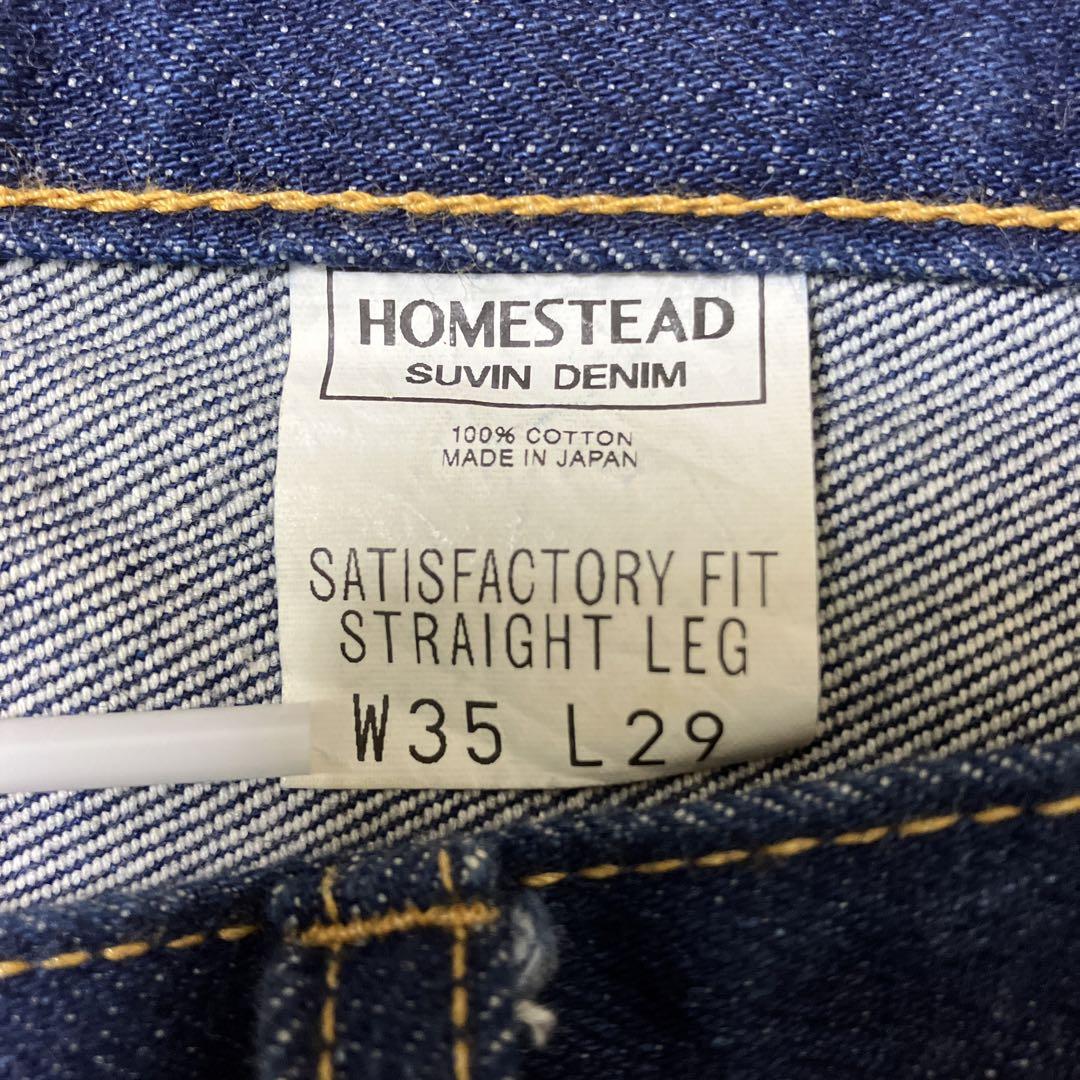 HOMESTEAD
SUVIN DENIM
100% COTTON
MADE IN JAPAN
SATISFACTORY FIT
STRAIGHT LEG
W35 L29